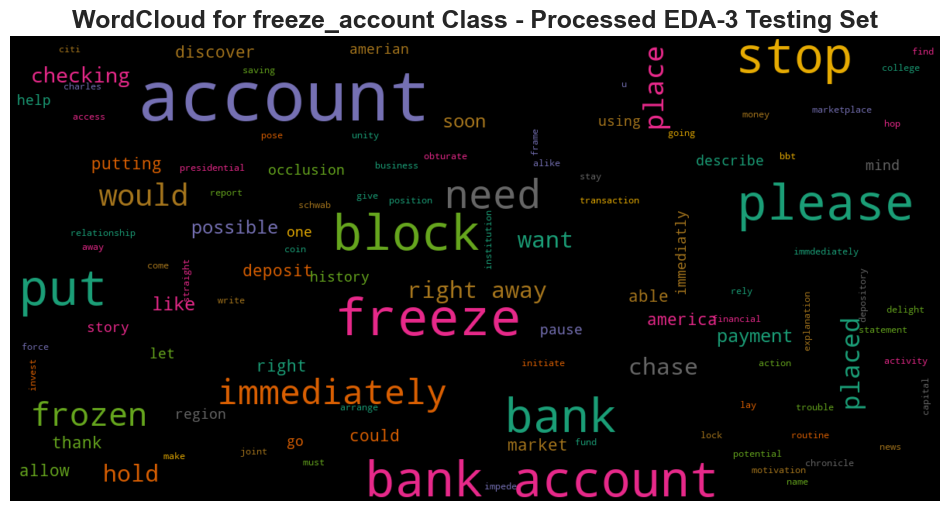 WordCloud for freeze_account Class - Processed EDA-3 Testing Set
citi
discover
amerian
stop
find
checking
saving
place
college
charles
account
u
help
access
soon
using
money
marketplace
hop
pose
unity
frame
going
putting
presidential
occlusion
business
obturate
alike
describe
bbt
mind
would
report
give
position
need
stay
transaction
please
schwab
relationship
possible
one
block
institution
want
immediatly
away
coin
immdediately
put
come
straight
deposit
history
right away
able
rely
depository
like
write
freeze
america
financial
explanation
delight
story
pause
payment
placed
statement
force
let
right
initiate
chase
action
activity
invest
immediately
capital
frozen
region
arrange
bank
lay
trouble
thank
go
could
market
fund
lock
routine
news
make
joint
must
potential
chronicle
allow
hold
bank account
impede
motivation
name